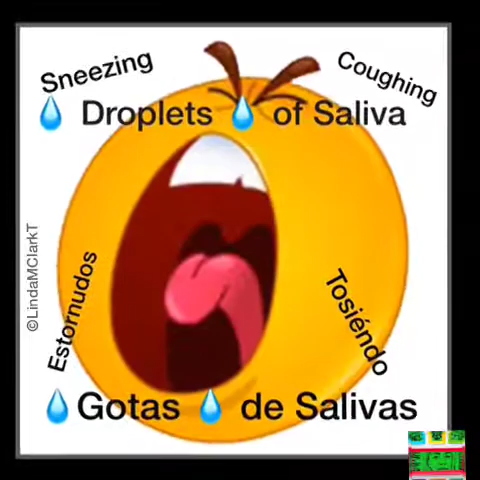 Sneezing
Coughing
Droplets of Saliva
©LindaMClarkT
Estornudos
Tosiéndo
Gotas de Salivas